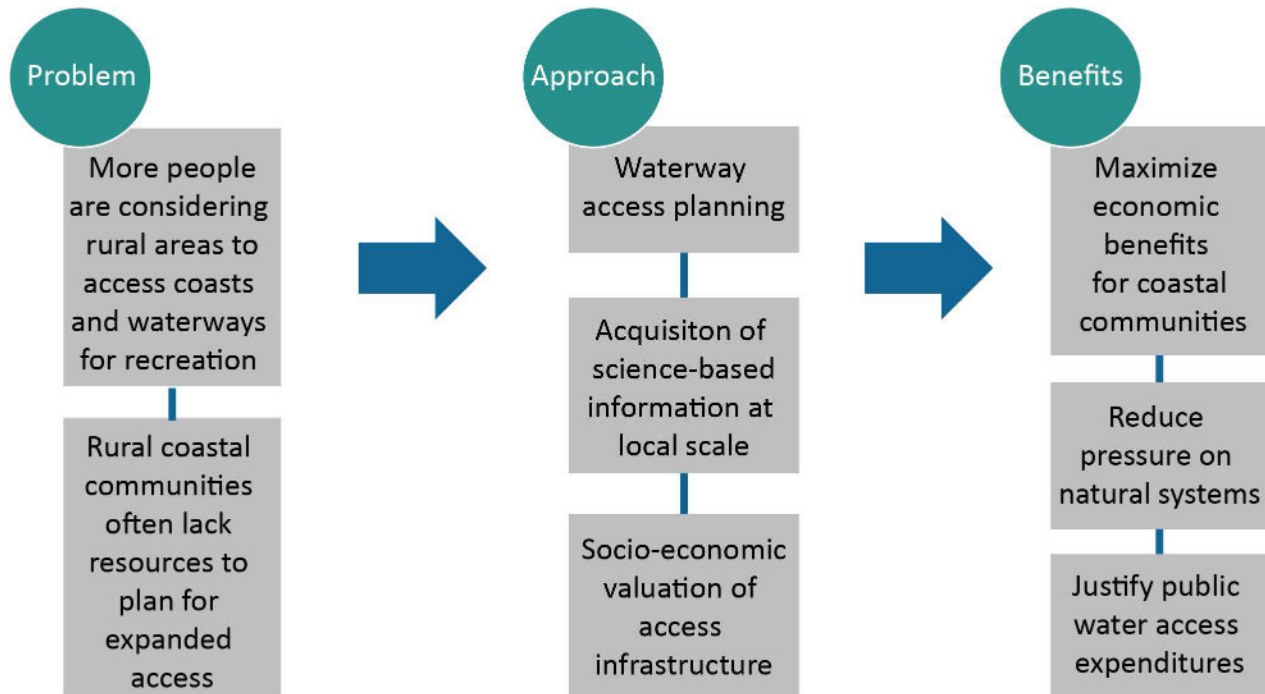 Problem
More people
are considering
rural areas to
access coasts
and waterways
for recreation
Rural coastal
communities
often lack
resources to
plan for
expanded
access
Approach
Waterway
access planning
Acquisiton of
science-based
information at
local scale
Socio-economic
valuation of
access
infrastructure
Benefits
Maximize
economic
benefits
for coastal
communities
Reduce
pressure on
natural systems
Justify public
water access
expenditures